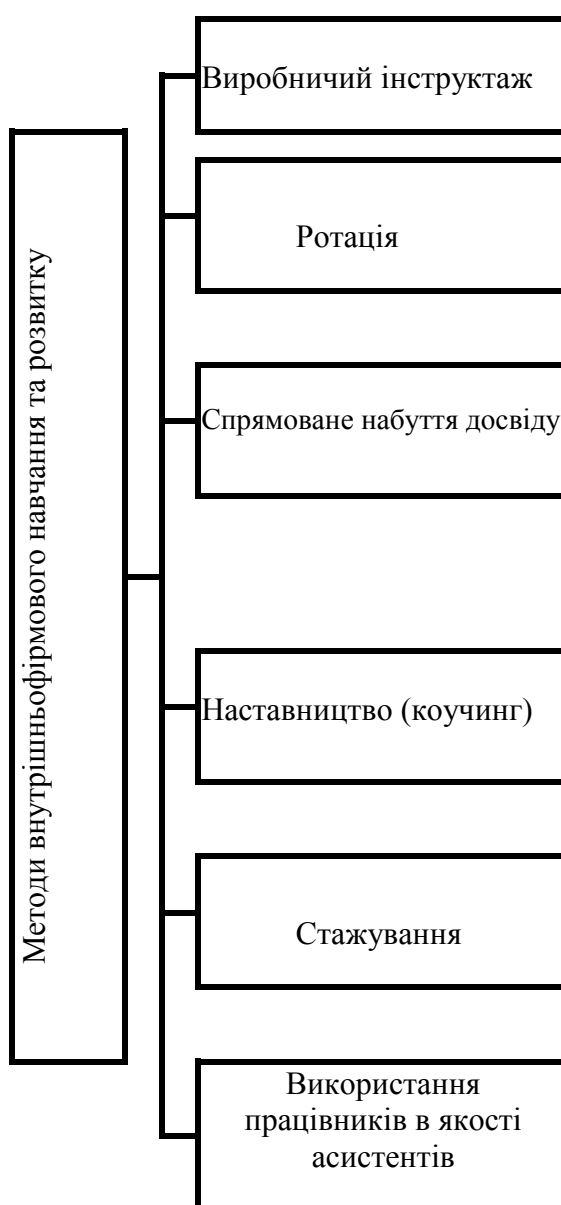 Методи внутрішньофірмового навчання та розвитку
Виробничий інструктаж
Ротація
Спрямоване набуття досвіду
Наставництво (коучинг)
Стажування
Використання
працівників в якості
асистентів